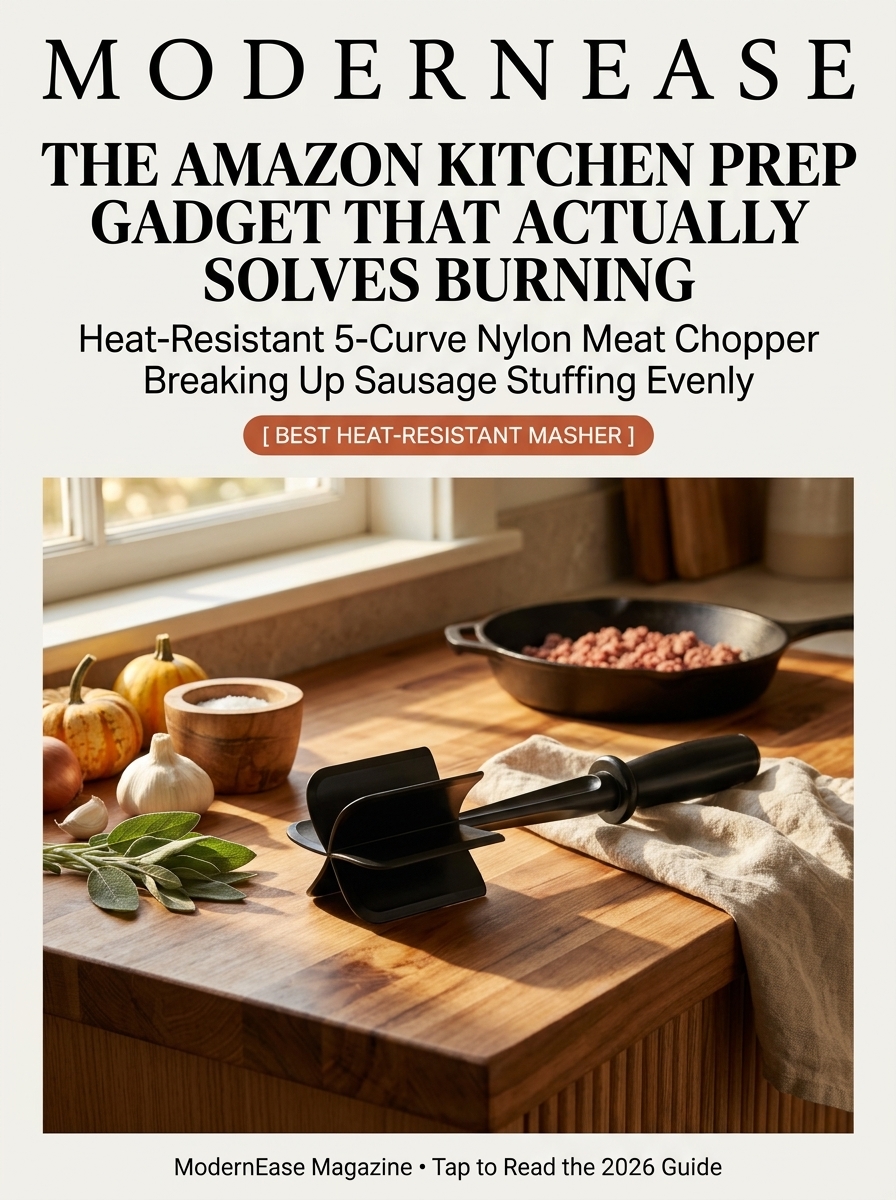 MODERNEASE
THE AMAZON KITCHEN PREP
GADGET THAT ACTUALLY
SOLVES BURNING
Heat-Resistant 5-Curve Nylon Meat Chopper
Breaking Up Sausage Stuffing Evenly
[ BEST HEAT-RESISTANT MASHER ]
ModernEase Magazine • Tap to Read the 2026 Guide